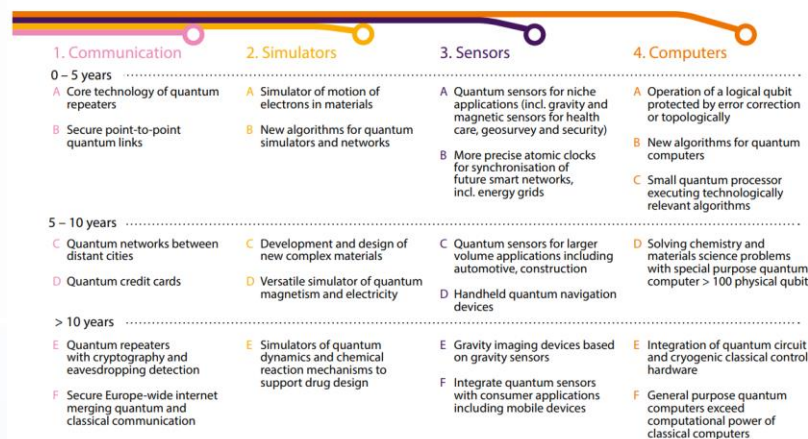 1. Communication
2. Simulators
3. Sensors
4. Computers
0 – 5 years
A Core technology of quantum
repeaters
B Secure point-to-point
quantum links
A Simulator of motion of
electrons in materials
B New algorithms for quantum
simulators and networks
A Quantum sensors for niche
applications (incl. gravity and
magnetic sensors for health
care, geosurvey and security)
B More precise atomic clocks
for synchronisation of
future smart networks,
incl. energy grids
A Operation of a logical qubit
protected by error correction
or topologically
B New algorithms for quantum
computers
C Small quantum processor
executing technologically
relevant algorithms
5 – 10 years
C Quantum networks between
distant cities
D Quantum credit cards
C Development and design of
new complex materials
D Versatile simulator of quantum
magnetism and electricity
C Quantum sensors for larger
volume applications including
automotive, construction
D Handheld quantum navigation
devices
D Solving chemistry and
materials science problems
with special purpose quantum
computer > 100 physical qubit
> 10 years
E Quantum repeaters
with cryptography and
eavesdropping detection
F Secure Europe-wide internet
merging quantum and
classical communication
E Simulators of quantum
dynamics and chemical
reaction mechanisms to
support drug design
E Gravity imaging devices based
on gravity sensors
F Integrate quantum sensors
with consumer applications
including mobile devices
E Integration of quantum circuit
and cryogenic classical control
hardware
F General purpose quantum
computers exceed
computational power of
classical computers